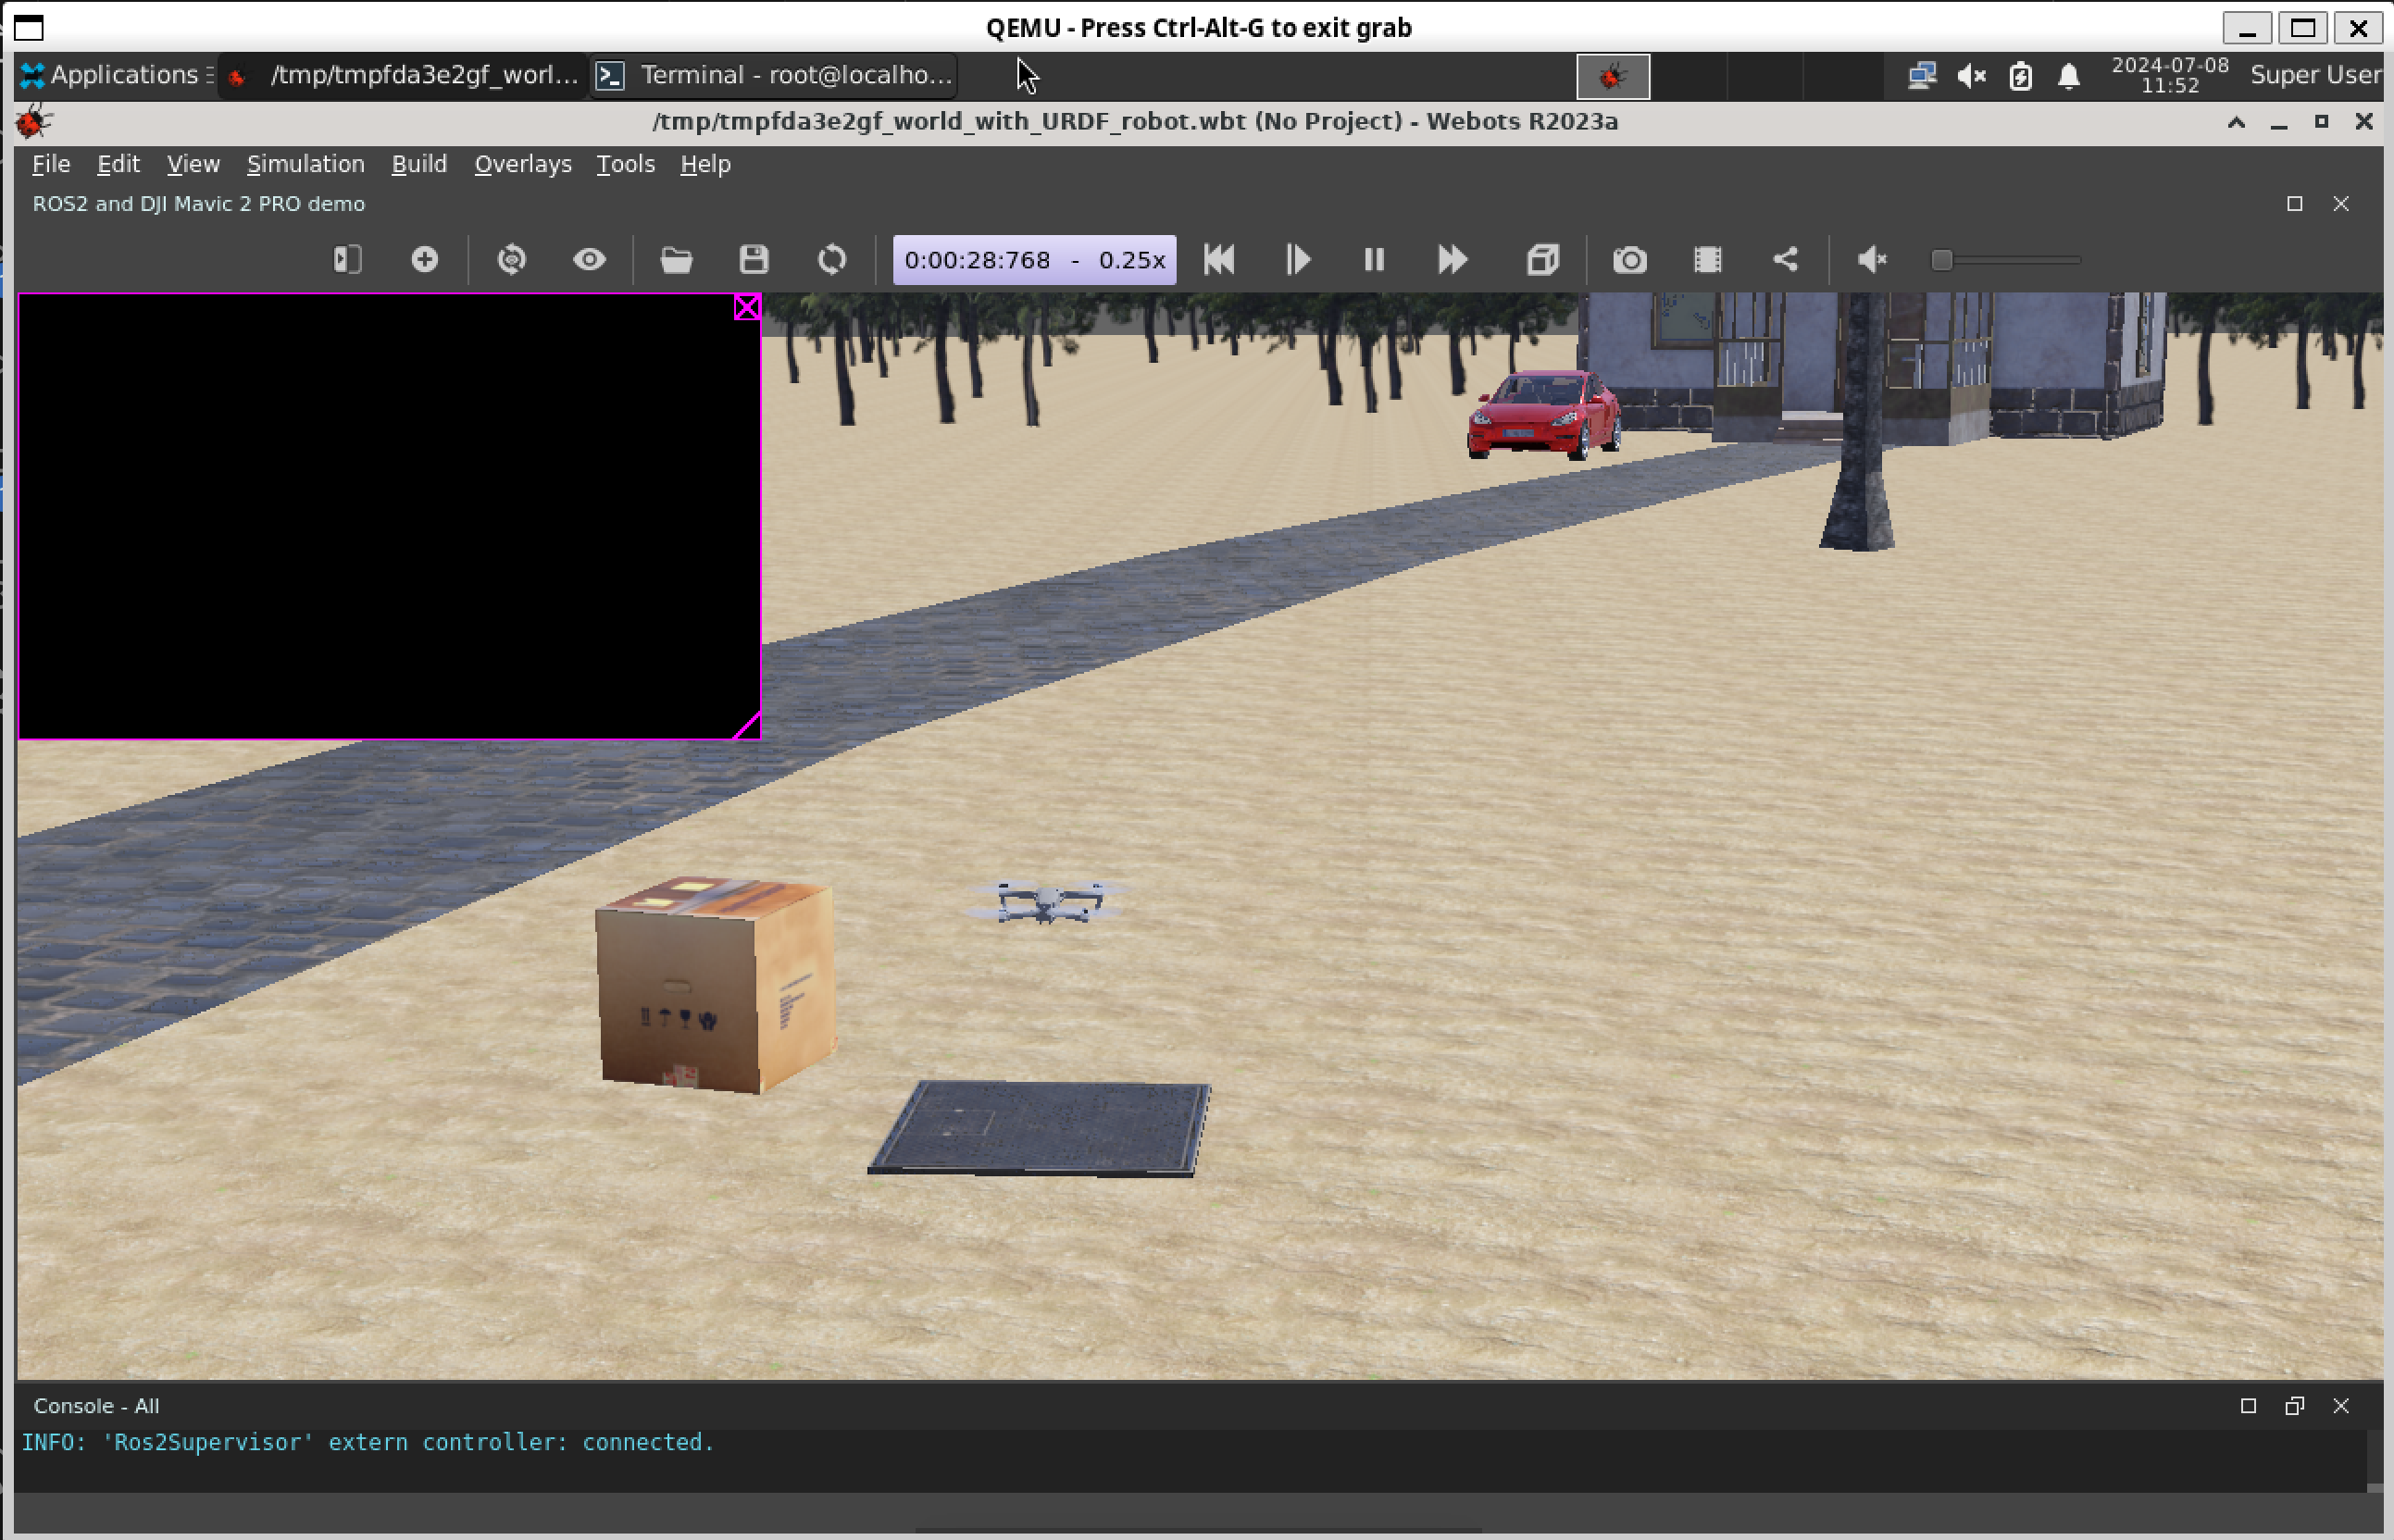 QEMU - Press Ctrl-Alt-G to exit grab
Applications
/tmp/tmpfda3e2gf_worl...
Terminal - root@localho...
2024-07-08
11:52
Super User
/tmp/tmpfda3e2gf_world_with_URDF_robot.wbt (No Project) - Webots R2023a
File Edit View Simulation Build Overlays Tools Help
ROS2 and DJI Mavic 2 PRO demo
0:00:28:768 - 0.25x
Console - All
INFO: 'Ros2Supervisor' extern controller: connected.